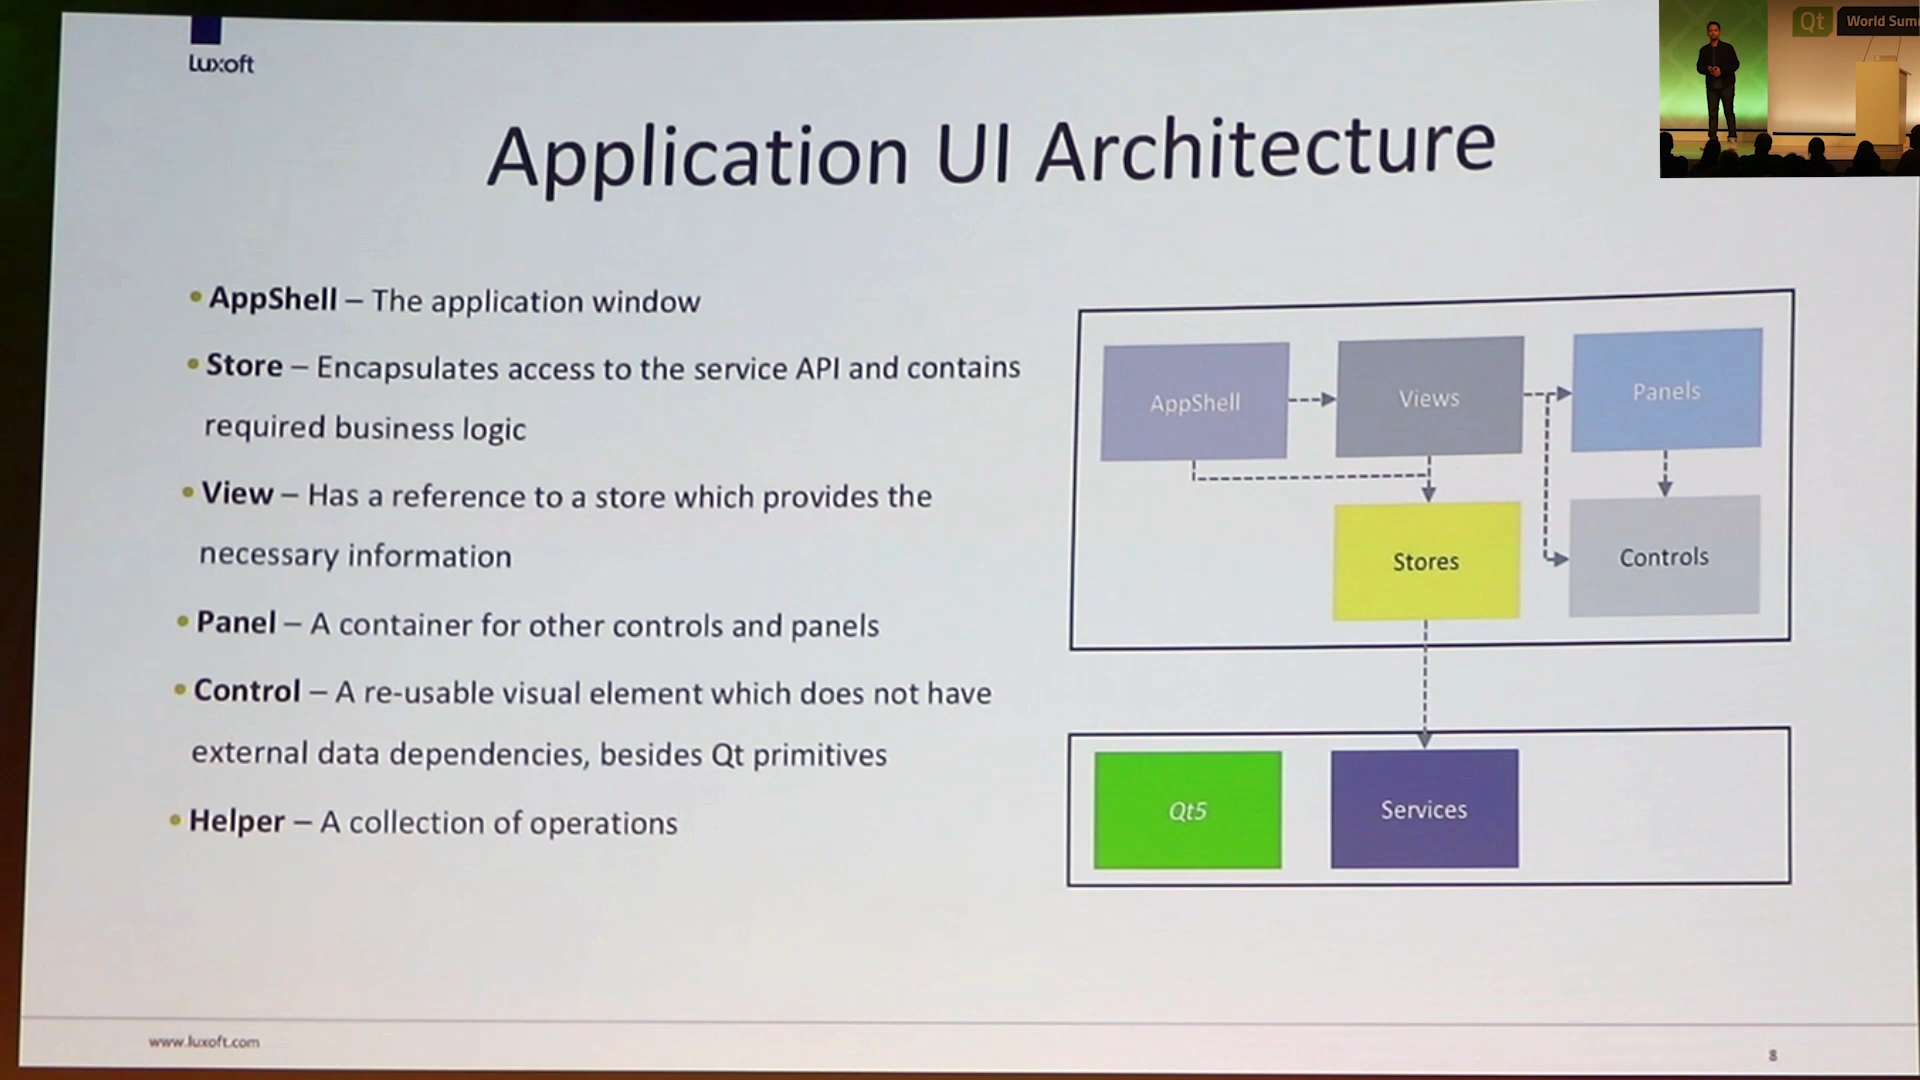 Luxoft
Qt World Sum
Application UI Architecture
• AppShell – The application window
• Store – Encapsulates access to the service API and contains
required business logic
• View – Has a reference to a store which provides the
necessary information
• Panel – A container for other controls and panels
• Control – A re-usable visual element which does not have
external data dependencies, besides Qt primitives
• Helper – A collection of operations
AppShell
Views
Panels
Stores
Controls
Qt5
Services
www.luxoft.com
8